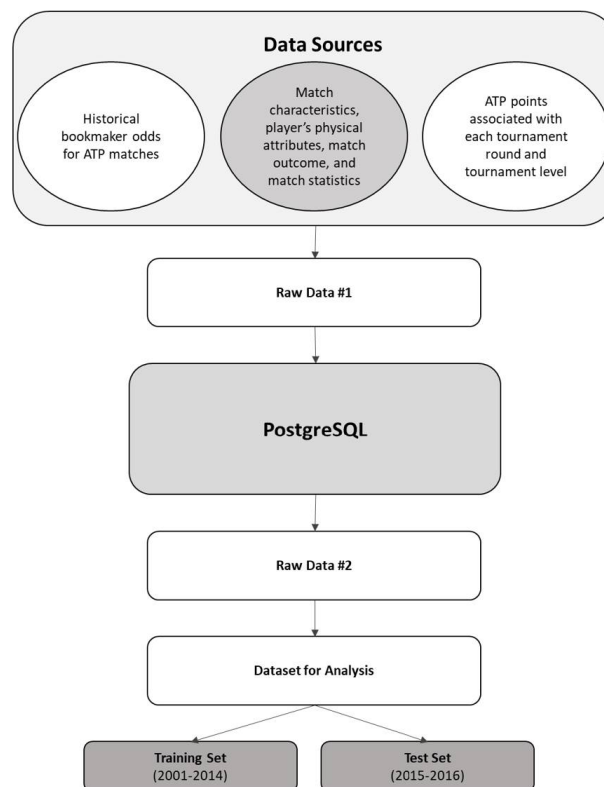 Data Sources
Historical
bookmaker odds
for ATP matches
Match
characteristics,
player's physical
attributes, match
outcome, and
match statistics
ATP points
associated with
each tournament
round and
tournament level
Raw Data #1
PostgreSQL
Raw Data #2
Dataset for Analysis
Training Set
(2001-2014)
Test Set
(2015-2016)